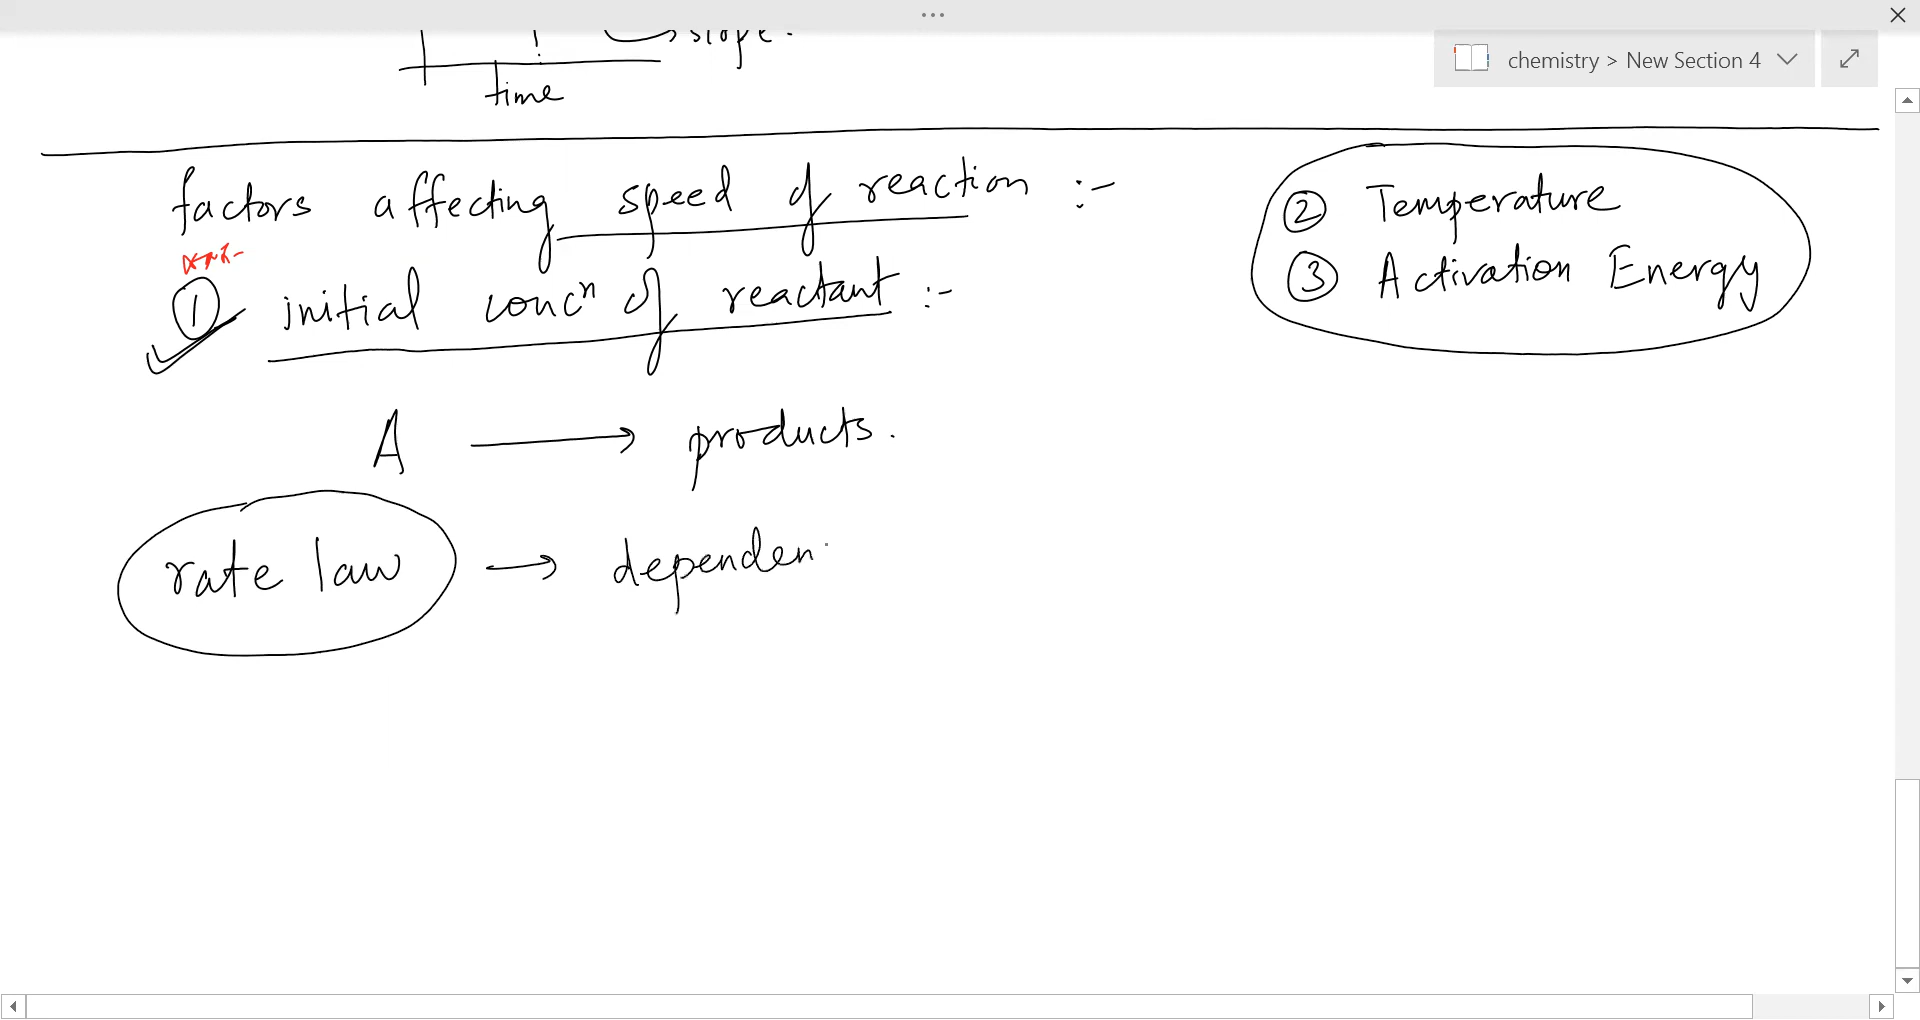 chemistry > New Section 4
slope.
time
factors affecting speed of reaction :-
① initial concⁿ of reactant :-
② Temperature
③ Activation Energy
A ⟶ products.
rate law → dependen